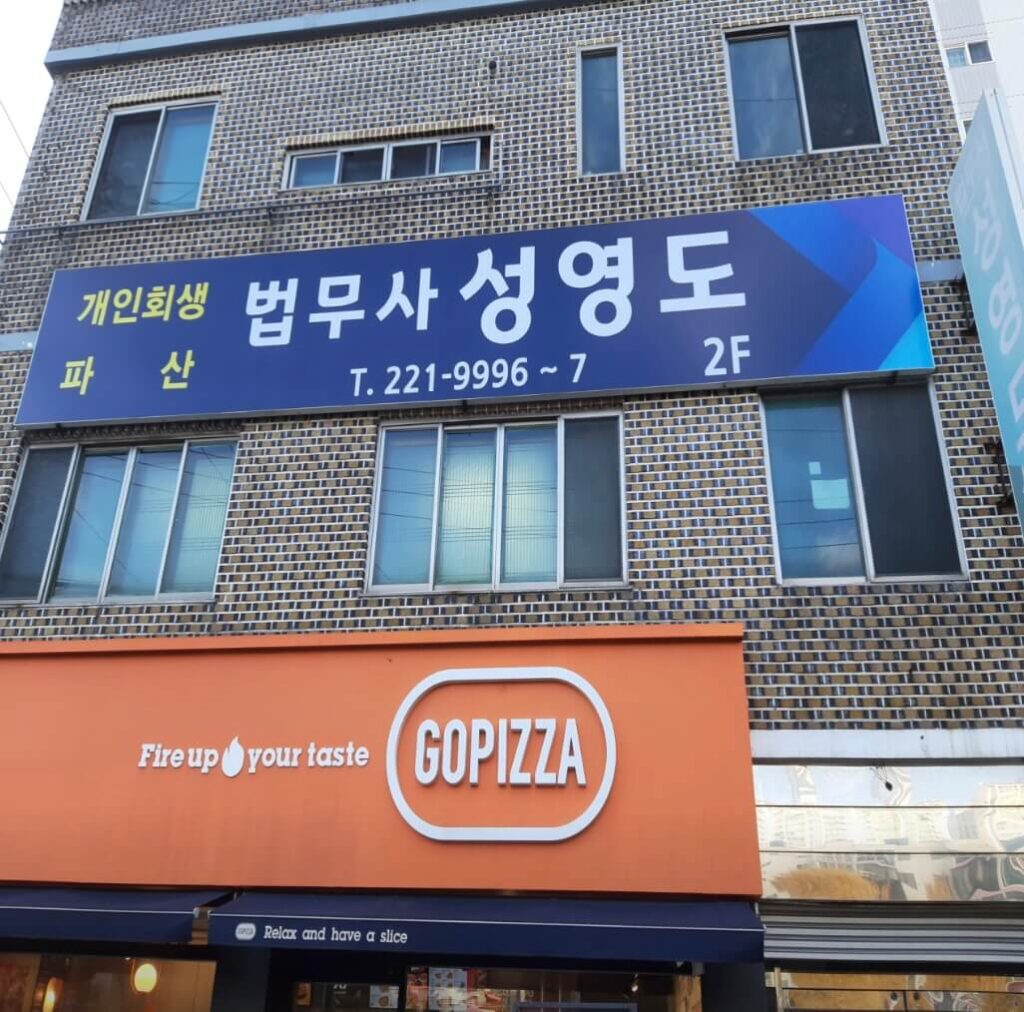 개인회생 법무사 성영도
파 산 T. 221-9996 ~ 7 2F
Fire up your taste GOPIZZA
GOPIZZA Relax and have a slice